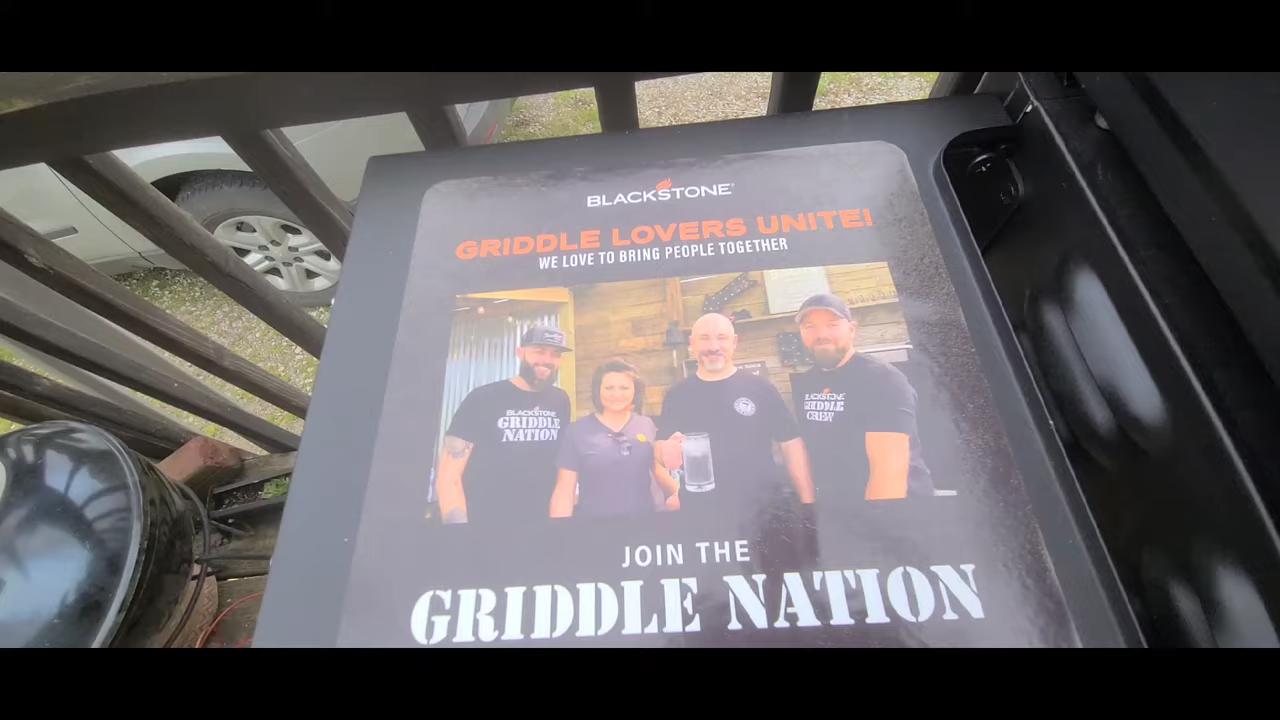 BLACKSTONE
GRIDDLE LOVERS UNITE!
WE LOVE TO BRING PEOPLE TOGETHER
BLACKSTONE
GRIDDLE
NATION
BLACKSTONE
GRIDDLE
CREW
JOIN THE
GRIDDLE NATION